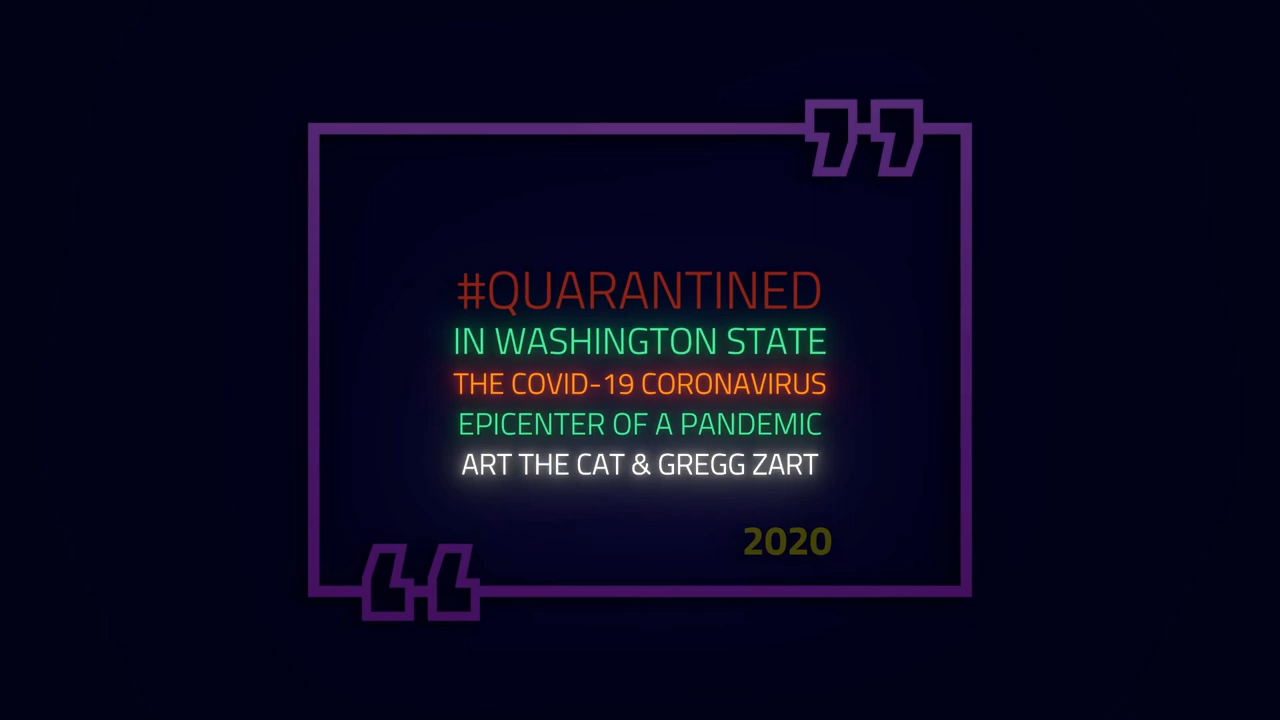 #QUARANTINED
IN WASHINGTON STATE
THE COVID-19 CORONAVIRUS
EPICENTER OF A PANDEMIC
ART THE CAT & GREGG ZART
2020